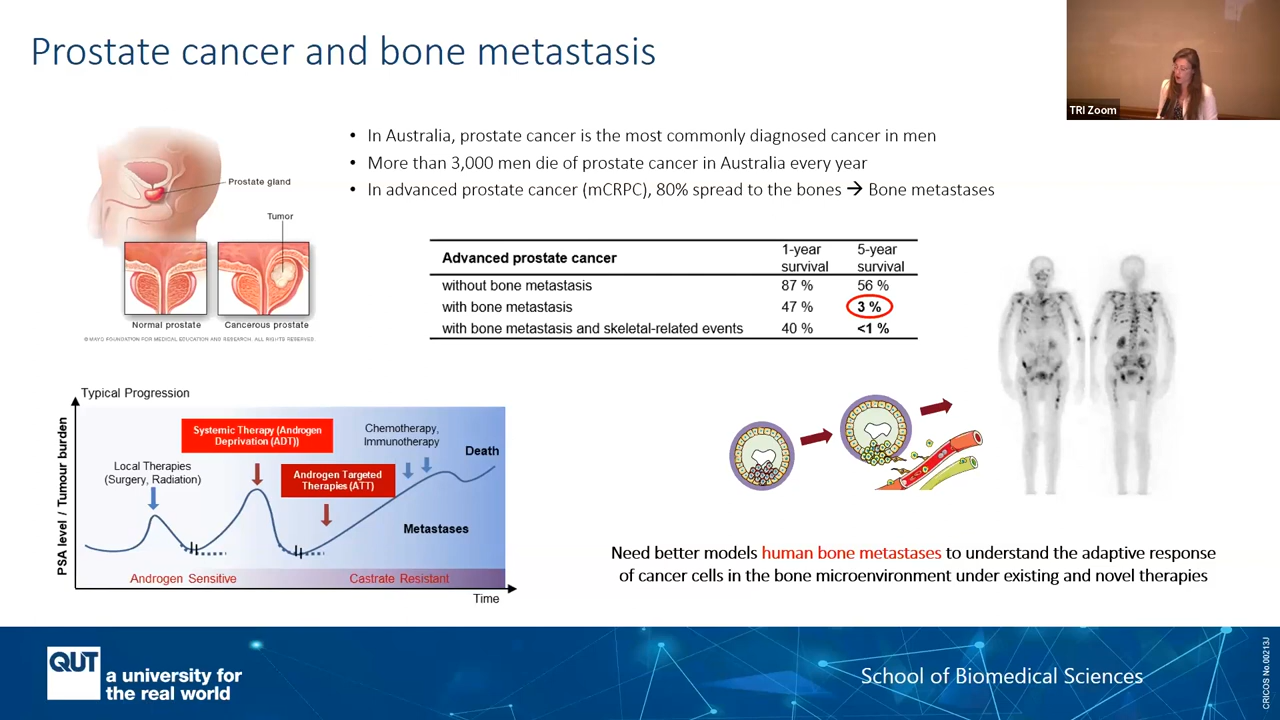 Prostate cancer and bone metastasis
TRI Zoom
• In Australia, prostate cancer is the most commonly diagnosed cancer in men
• More than 3,000 men die of prostate cancer in Australia every year
• In advanced prostate cancer (mCRPC), 80% spread to the bones → Bone metastases
Prostate gland
Tumor
Normal prostate
Cancerous prostate
© MAYO FOUNDATION FOR MEDICAL EDUCATION AND RESEARCH. ALL RIGHTS RESERVED.
Advanced prostate cancer 1-year survival 5-year survival
without bone metastasis 87 % 56 %
with bone metastasis 47 % 3 %
with bone metastasis and skeletal-related events 40 % <1 %
Typical Progression
PSA level / Tumour burden
Local Therapies
(Surgery, Radiation)
Systemic Therapy (Androgen
Deprivation (ADT))
Androgen Targeted
Therapies (ATT)
Chemotherapy,
Immunotherapy
Death
Metastases
Androgen Sensitive
Castrate Resistant
Time
Need better models human bone metastases to understand the adaptive response
of cancer cells in the bone microenvironment under existing and novel therapies
QUT
a university for
the real world
School of Biomedical Sciences
CRICOS No.00213J